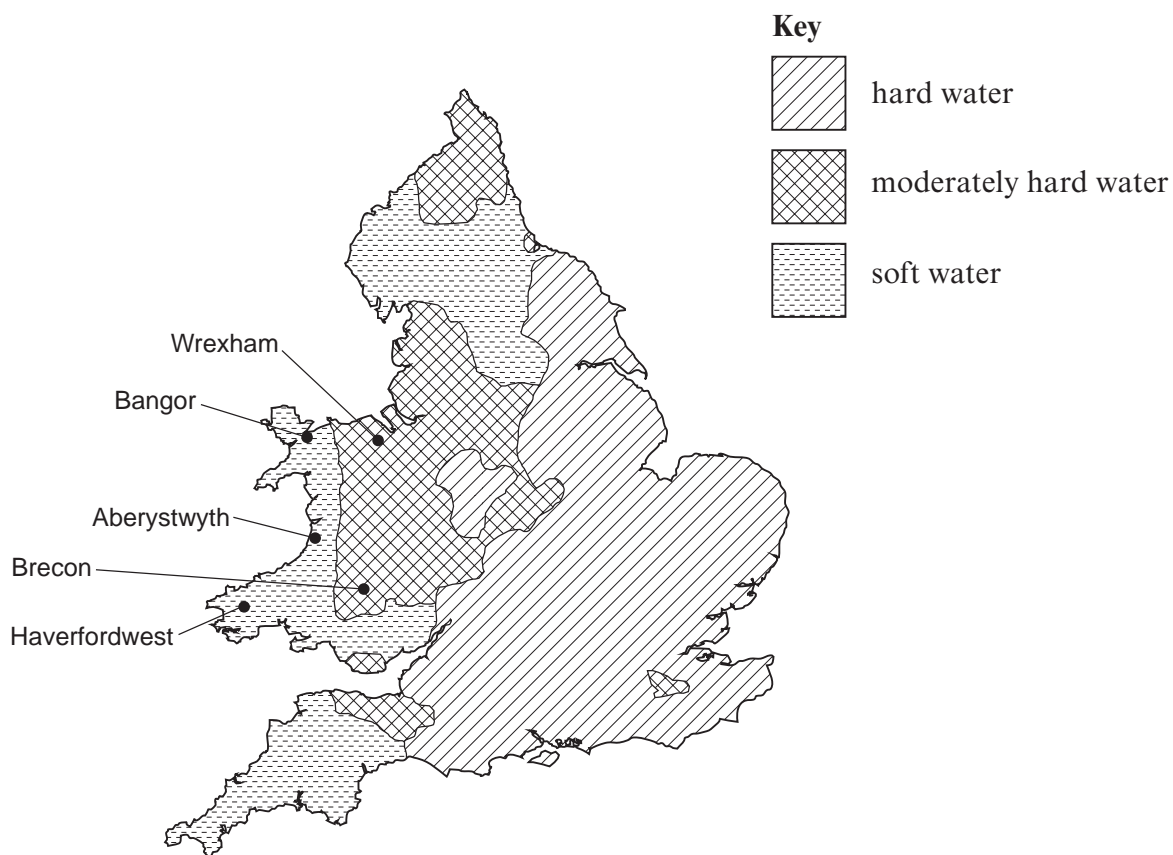 Key
hard water
moderately hard water
soft water
Wrexham
Bangor
Aberystwyth
Brecon
Haverfordwest